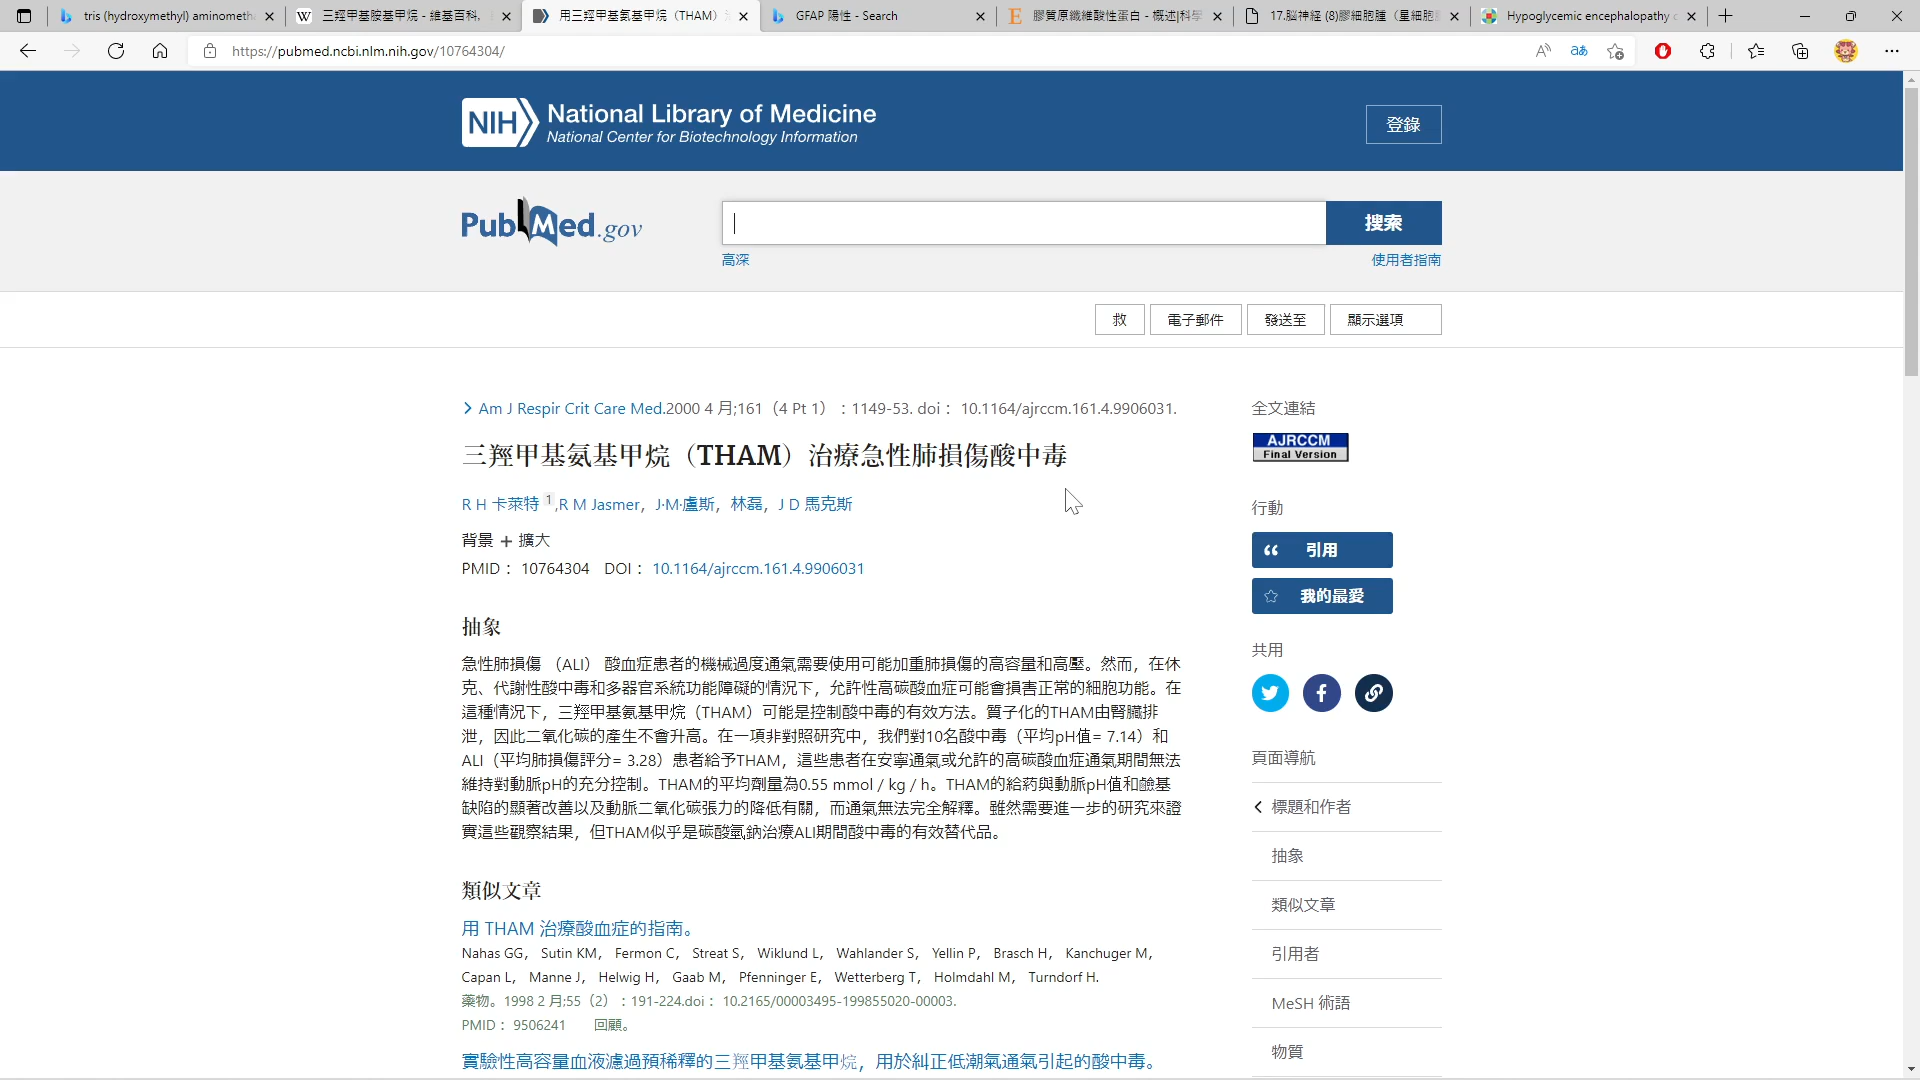 tris (hydroxymethyl) aminometh
三羥甲基胺基甲烷 - 維基百科,
用三羥甲基氨基甲烷（THAM）
GFAP 陽性 - Search
膠質原纖維酸性蛋白 - 概述|科學
17.脳神経 (8)膠細胞腫（星細胞
Hypoglycemic encephalopathy
https://pubmed.ncbi.nlm.nih.gov/10764304/
NIH
National Library of Medicine
National Center for Biotechnology Information
登錄
PubMed.gov
搜索
高深
使用者指南
救
電子郵件
發送至
顯示選項
Am J Respir Crit Care Med.2000 4 月;161（4 Pt 1）：1149-53. doi： 10.1164/ajrccm.161.4.9906031.
三羥甲基氨基甲烷（THAM）治療急性肺損傷酸中毒
R H 卡萊特 1,R M Jasmer，J·M·盧斯，林磊，J D 馬克斯
背景 + 擴大
PMID： 10764304 DOI： 10.1164/ajrccm.161.4.9906031
抽象
急性肺損傷 （ALI） 酸血症患者的機械過度通氣需要使用可能加重肺損傷的高容量和高壓。然而，在休
克、代謝性酸中毒和多器官系統功能障礙的情況下，允許性高碳酸血症可能會損害正常的細胞功能。在
這種情況下，三羥甲基氨基甲烷（THAM）可能是控制酸中毒的有效方法。質子化的THAM由腎臟排
泄，因此二氧化碳的產生不會升高。在一項非對照研究中，我們對10名酸中毒（平均pH值= 7.14）和
ALI（平均肺損傷評分= 3.28）患者給予THAM，這些患者在安寧通氣或允許的高碳酸血症通氣期間無法
維持對動脈pH的充分控制。THAM的平均劑量為0.55 mmol / kg / h。THAM的給葯與動脈pH值和鹼基
缺陷的顯著改善以及動脈二氧化碳張力的降低有關，而通氣無法完全解釋。雖然需要進一步的研究來證
實這些觀察結果，但THAM似乎是碳酸氫鈉治療ALI期間酸中毒的有效替代品。
類似文章
用 THAM 治療酸血症的指南。
Nahas GG， Sutin KM， Fermon C， Streat S， Wiklund L， Wahlander S， Yellin P， Brasch H， Kanchuger M，
Capan L， Manne J， Helwig H， Gaab M， Pfenninger E， Wetterberg T， Holmdahl M， Turndorf H.
藥物。1998 2 月;55（2）：191-224.doi： 10.2165/00003495-199855020-00003.
PMID： 9506241 回顧。
實驗性高容量血液濾過預稀釋的三羥甲基氨基甲烷，用於糾正低潮氣通氣引起的酸中毒。
全文連結
AJRCCM
Final Version
行動
引用
我的最愛
共用
頁面導航
標題和作者
抽象
類似文章
引用者
MeSH 術語
物質